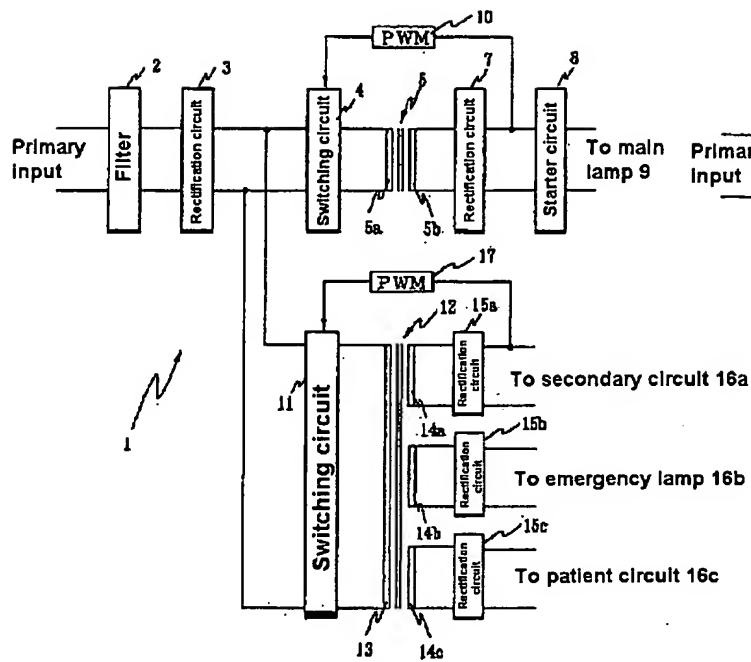 10
PWM
2
3
4
5
7
8
Primary
input
Filter
Rectification circuit
Switching circuit
5a
5b
Rectification circuit
Starter circuit
To main
lamp 9
Primar
input
17
PWM
12
15a
1
11
Switching circuit
13
14a
Rectification
circuit
To secondary circuit 16a
15b
14b
Rectification
circuit
To emergency lamp 16b
15c
14c
Rectification
circuit
To patient circuit 16c